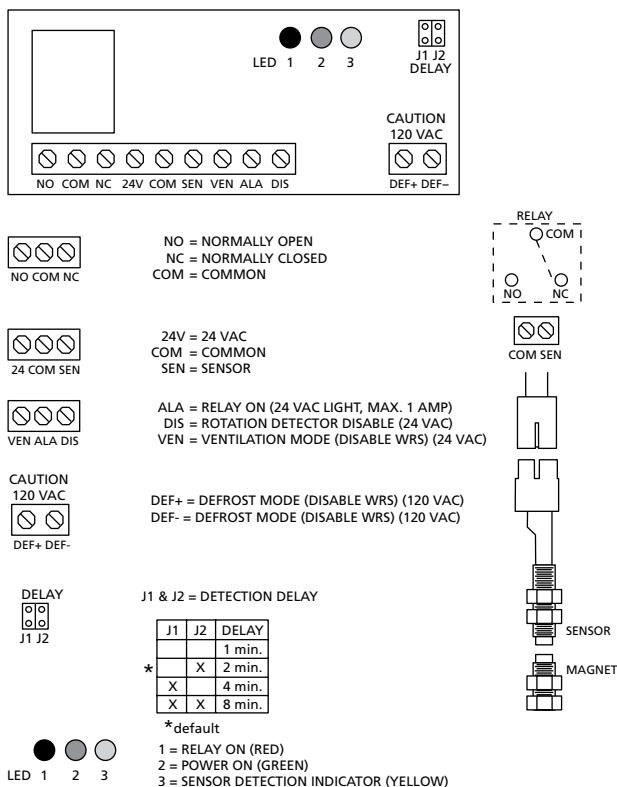 LED 1 2 3
J1 J2
DELAY
CAUTION
120 VAC
NO COM NC 24V COM SEN VEN ALA DIS
DEF+ DEF–
NO COM NC
NO = NORMALLY OPEN
NC = NORMALLY CLOSED
COM = COMMON
RELAY
COM
NO NC
24 COM SEN
24V = 24 VAC
COM = COMMON
SEN = SENSOR
COM SEN
VEN ALA DIS
ALA = RELAY ON (24 VAC LIGHT, MAX. 1 AMP)
DIS = ROTATION DETECTOR DISABLE (24 VAC)
VEN = VENTILATION MODE (DISABLE WRS) (24 VAC)
CAUTION
120 VAC
DEF+ DEF-
DEF+ = DEFROST MODE (DISABLE WRS) (120 VAC)
DEF- = DEFROST MODE (DISABLE WRS) (120 VAC)
DELAY
J1 J2
J1 & J2 = DETECTION DELAY
J1 J2 DELAY
1 min.
* X 2 min.
X 4 min.
X X 8 min.
*default
SENSOR
MAGNET
LED 1 2 3
1 = RELAY ON (RED)
2 = POWER ON (GREEN)
3 = SENSOR DETECTION INDICATOR (YELLOW)